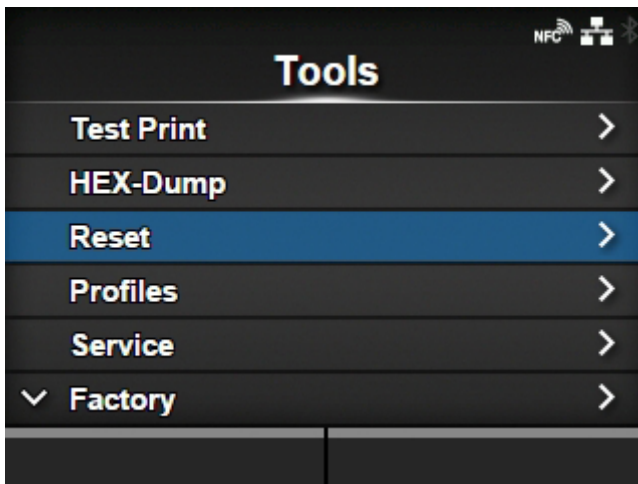 NFC
Tools
Test Print
HEX-Dump
Reset
Profiles
Service
Factory